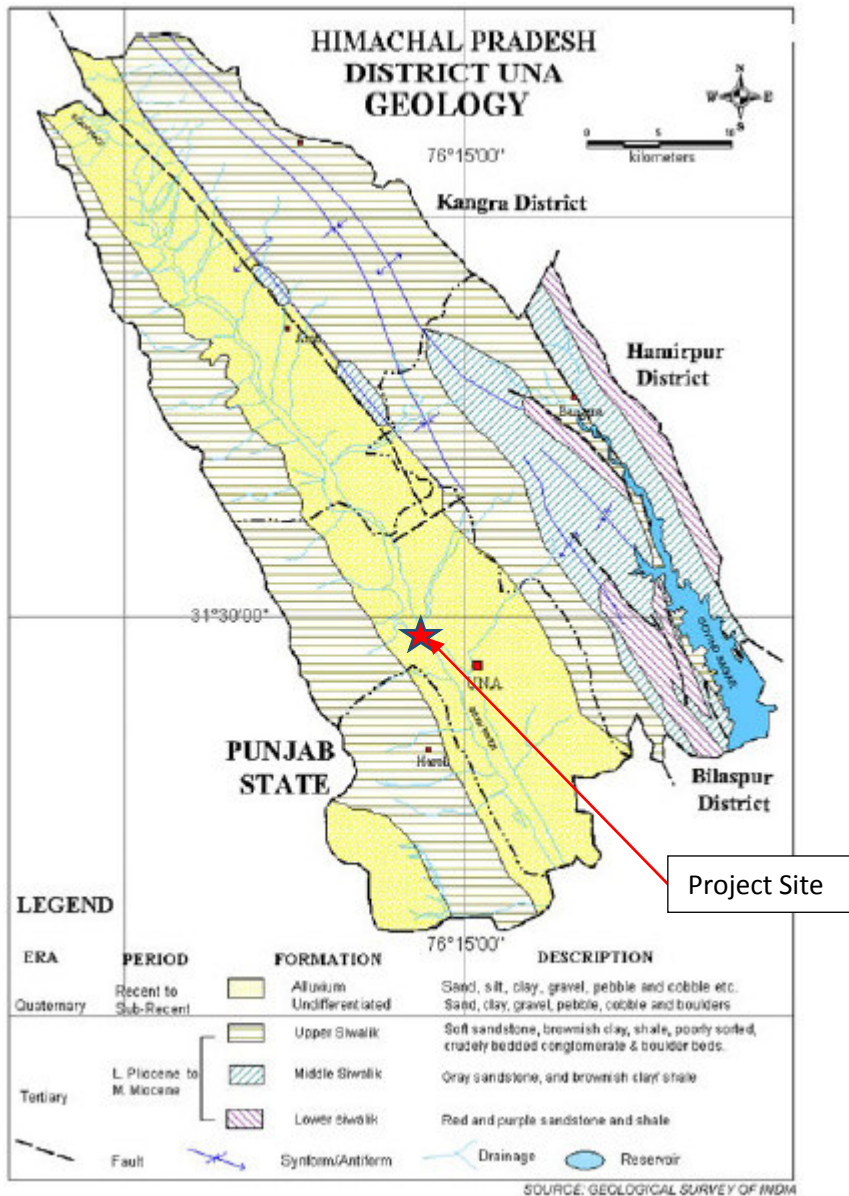 HIMACHAL PRADESH
DISTRICT UNA
GEOLOGY
N
W E
S
0 5 10
kilometers
76°15'00"
Kangra District
Hamirpur
District
31°30'00"
UNA
GOVIND SAGAR
PUNJAB
STATE
Bilaspur
District
Project Site
76°15'00"
LEGEND
ERA PERIOD FORMATION DESCRIPTION
Quaternary Recent to Sub-Recent Alluvium Undifferentiated Sand, silt, clay, gravel, pebble and cobble etc.
Sand, clay, gravel, pebble, cobble and boulders
Tertiary L. Pliocene to M. Miocene
Upper Siwalik Soft sandstone, brownish clay, shale, poorly sorted,
crudely bedded conglomerate & boulder beds.
Middle Siwalik Gray sandstone, and brownish clay/ shale
Lower siwalik Red and purple sandstone and shale
Fault Synform/Antiform Drainage Reservoir
SOURCE: GEOLOGICAL SURVEY OF INDIA